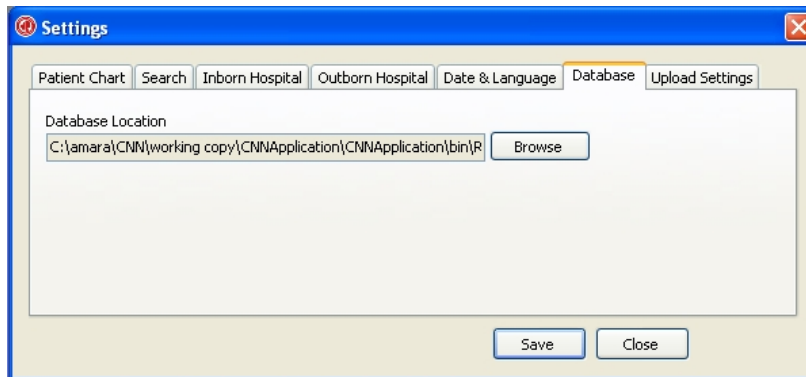 Settings
Patient Chart Search Inborn Hospital Outborn Hospital Date & Language Database Upload Settings
Database Location
C:\amara\CNN\working copy\CNNApplication\CNNApplication\bin\R Browse
Save Close